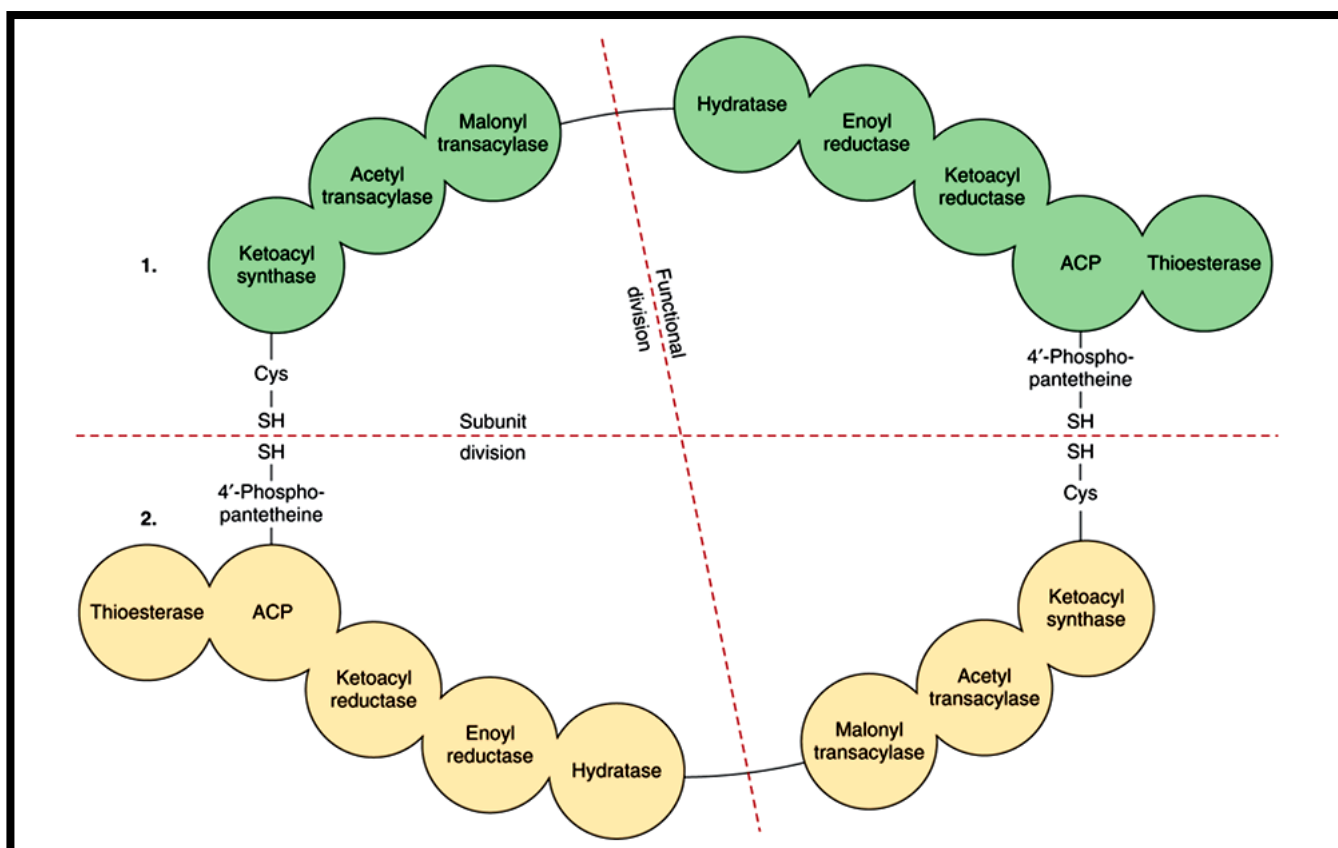 Malonyl
transacylase
Hydratase
Enoyl
reductase
Acetyl
transacylase
Ketoacyl
reductase
Ketoacyl
synthase
1.
ACP
Thioesterase
Functional
division
Cys
4′-Phospho-
pantetheine
SH
Subunit
SH
SH
division
SH
4′-Phospho-
pantetheine
Cys
2.
Thioesterase
ACP
Ketoacyl
synthase
Ketoacyl
reductase
Acetyl
transacylase
Enoyl
reductase
Malonyl
transacylase
Hydratase